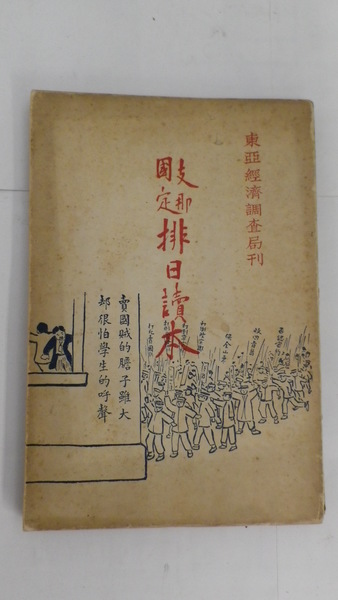 東亞經濟調查局刊
支那
國定
排日讀本
賣國賊的膽子雖大
却很怕學生的呼聲